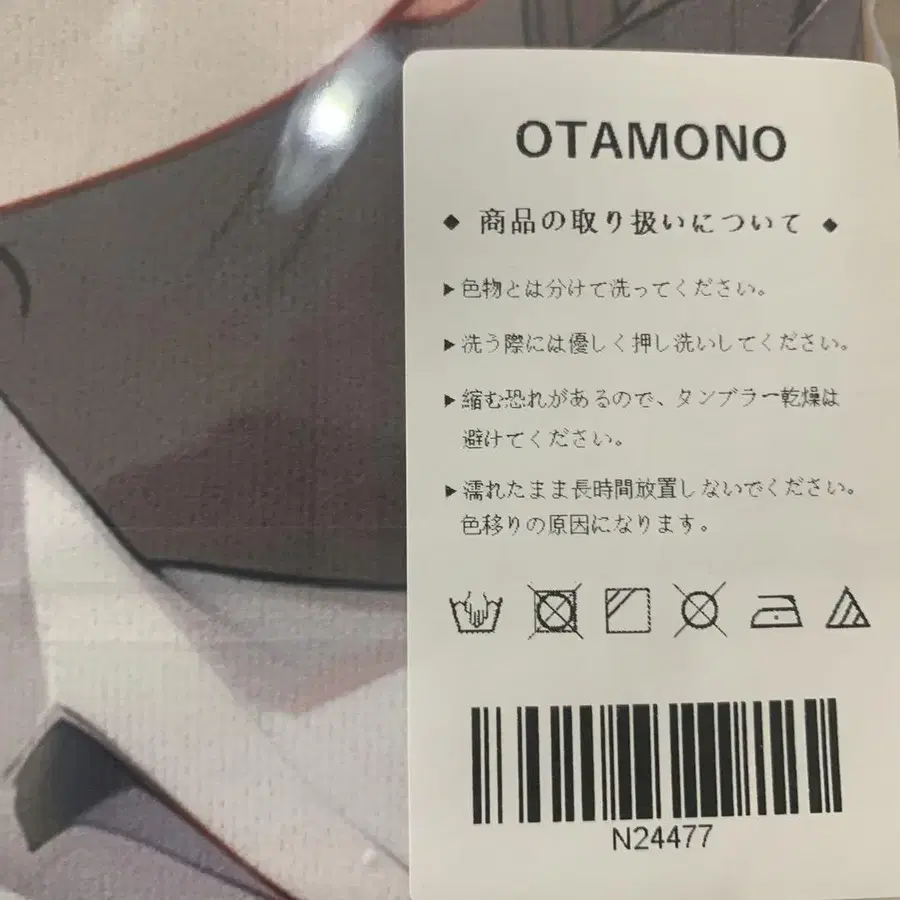 OTAMONO
◆ 商品の取り扱いについて ◆
▶色物とは分けて洗ってください。
▶洗う際には優しく押し洗いしてください。
▶縮む恐れがあるので、タンブラー乾燥は
避けてください。
▶濡れたまま長時間放置しないでください。
色移りの原因になります。
N24477